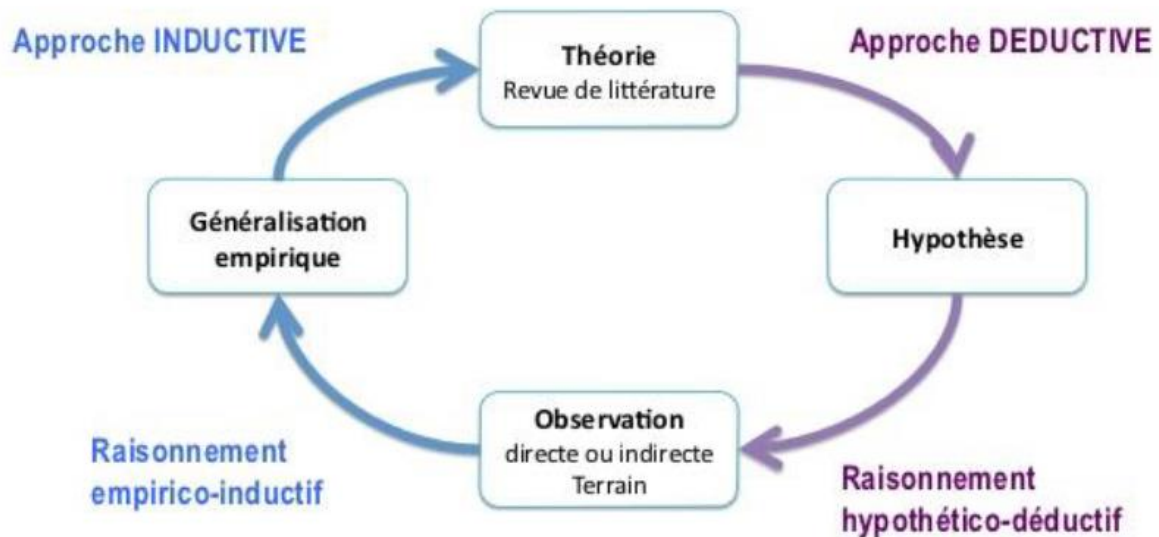 Approche INDUCTIVE
Théorie
Revue de littérature
Approche DEDUCTIVE
Généralisation
empirique
Hypothèse
Observation
directe ou indirecte
Terrain
Raisonnement
empirico-inductif
Raisonnement
hypothético-déductif